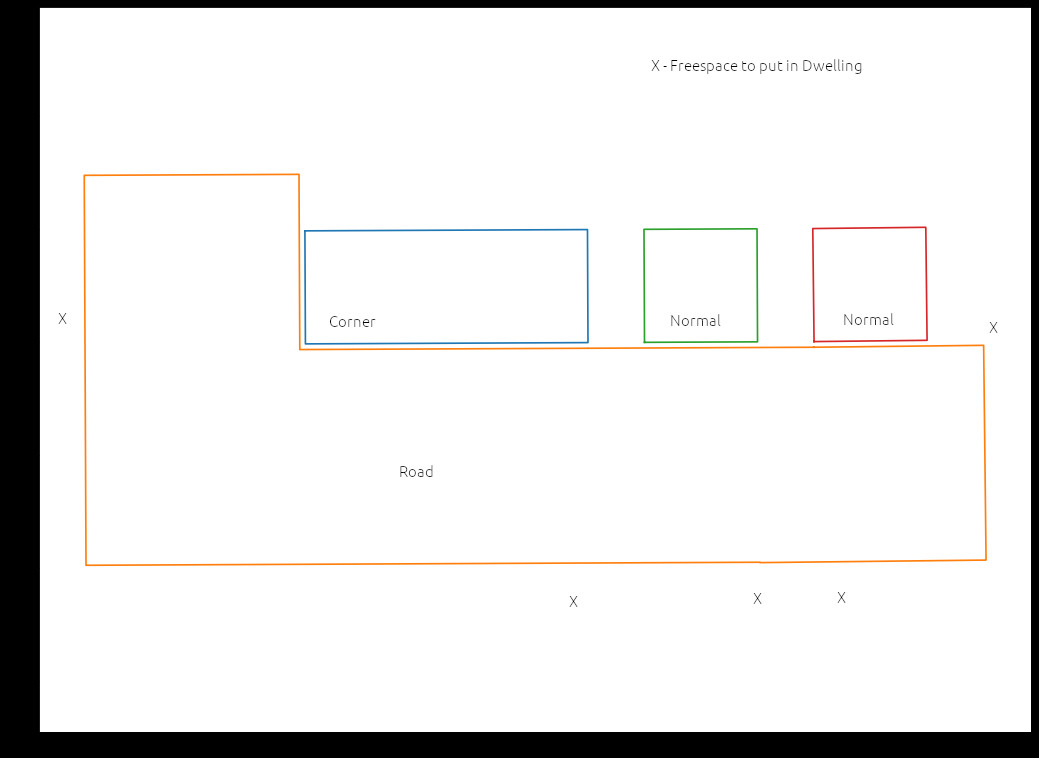 X - Freespace to put in Dwelling
Corner
Normal
Normal
X
X
Road
X
X
X